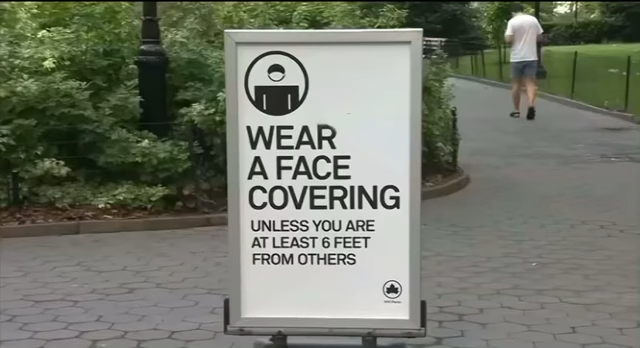 WEAR
A FACE
COVERING
UNLESS YOU ARE
AT LEAST 6 FEET
FROM OTHERS